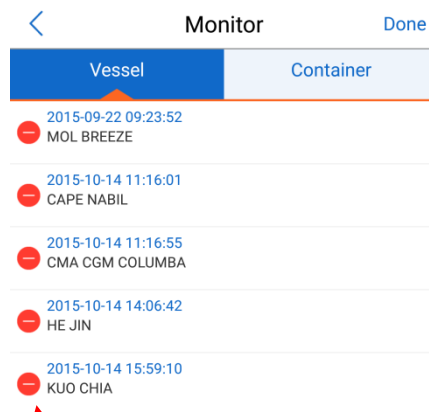 Monitor Done
Vessel Container
2015-09-22 09:23:52
MOL BREEZE
2015-10-14 11:16:01
CAPE NABIL
2015-10-14 11:16:55
CMA CGM COLUMBA
2015-10-14 14:06:42
HE JIN
2015-10-14 15:59:10
KUO CHIA